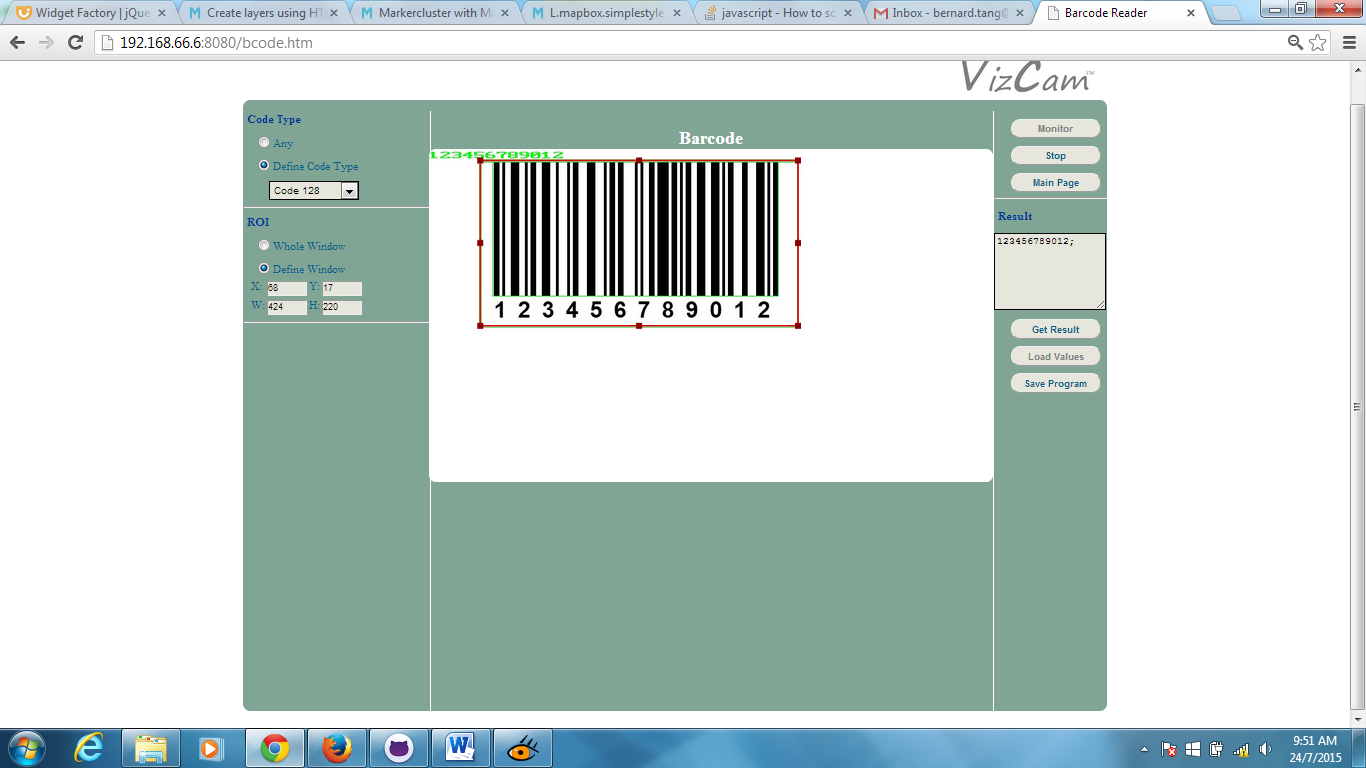 Widget Factory | jQue
Create layers using HT
Markercluster with Ma
L.mapbox.simplestyle
javascript - How to sc
Inbox - bernard.tang@
Barcode Reader
192.168.66.6:8080/bcode.htm
VizCam™
Code Type
Any
Define Code Type
Code 128
ROI
Whole Window
Define Window
X: 68 Y: 17
W: 424 H: 220
Barcode
123456789012
1 2 3 4 5 6 7 8 9 0 1 2
Monitor
Stop
Main Page
Result
123456789012;
Get Result
Load Values
Save Program
9:51 AM
24/7/2015